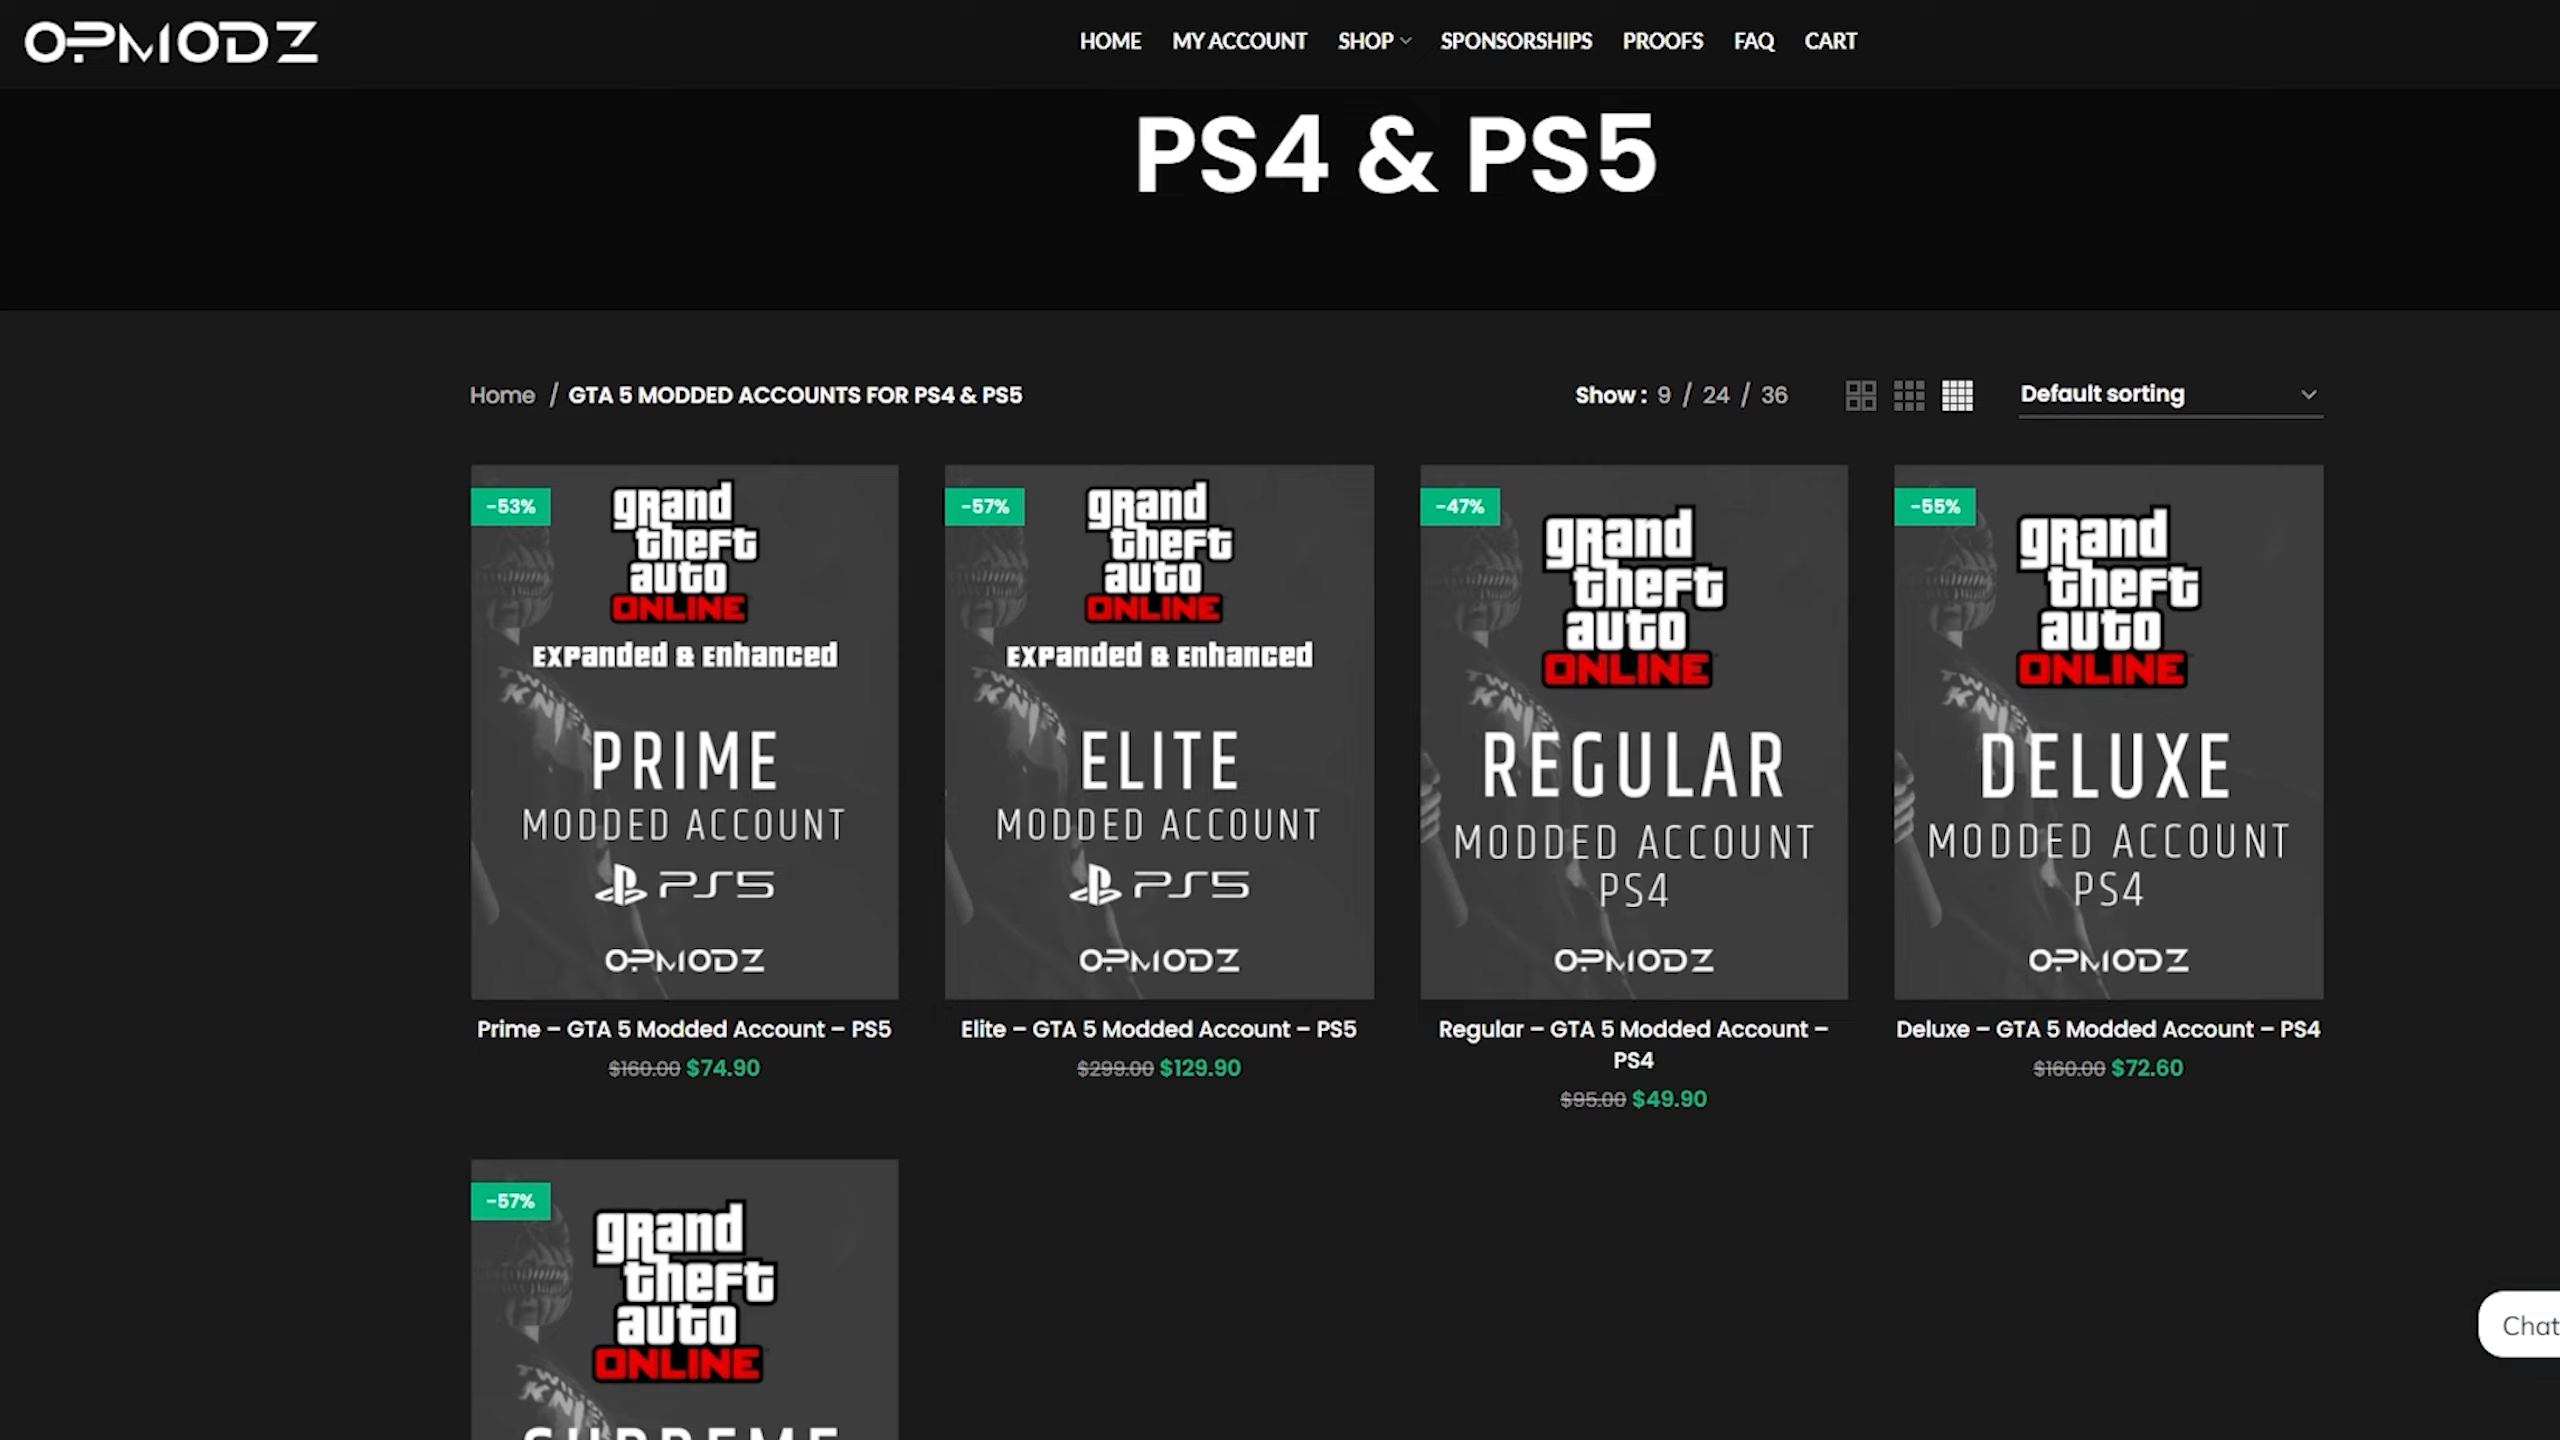 OPMODZ
HOME MY ACCOUNT SHOP SPONSORSHIPS PROOFS FAQ CART
PS4 & PS5
Home / GTA 5 MODDED ACCOUNTS FOR PS4 & PS5
Show : 9 / 24 / 36
Default sorting
-53%
grand
theft
auto
ONLINE
Expanded & Enhanced
TWILIGHT
KNIFE
PRIME
MODDED ACCOUNT
PS5
OPMODZ
Prime – GTA 5 Modded Account – PS5
$160.00 $74.90
-57%
grand
theft
auto
ONLINE
Expanded & Enhanced
KNIFE
ELITE
MODDED ACCOUNT
PS5
OPMODZ
Elite – GTA 5 Modded Account – PS5
$299.00 $129.90
-47%
grand
theft
auto
ONLINE
REGULAR
MODDED ACCOUNT
PS4
OPMODZ
Regular – GTA 5 Modded Account –
PS4
$95.00 $49.90
-55%
grand
theft
auto
ONLINE
DELUXE
MODDED ACCOUNT
PS4
OPMODZ
Deluxe – GTA 5 Modded Account – PS4
$160.00 $72.60
-57%
grand
theft
auto
ONLINE
SUPREME
Chat